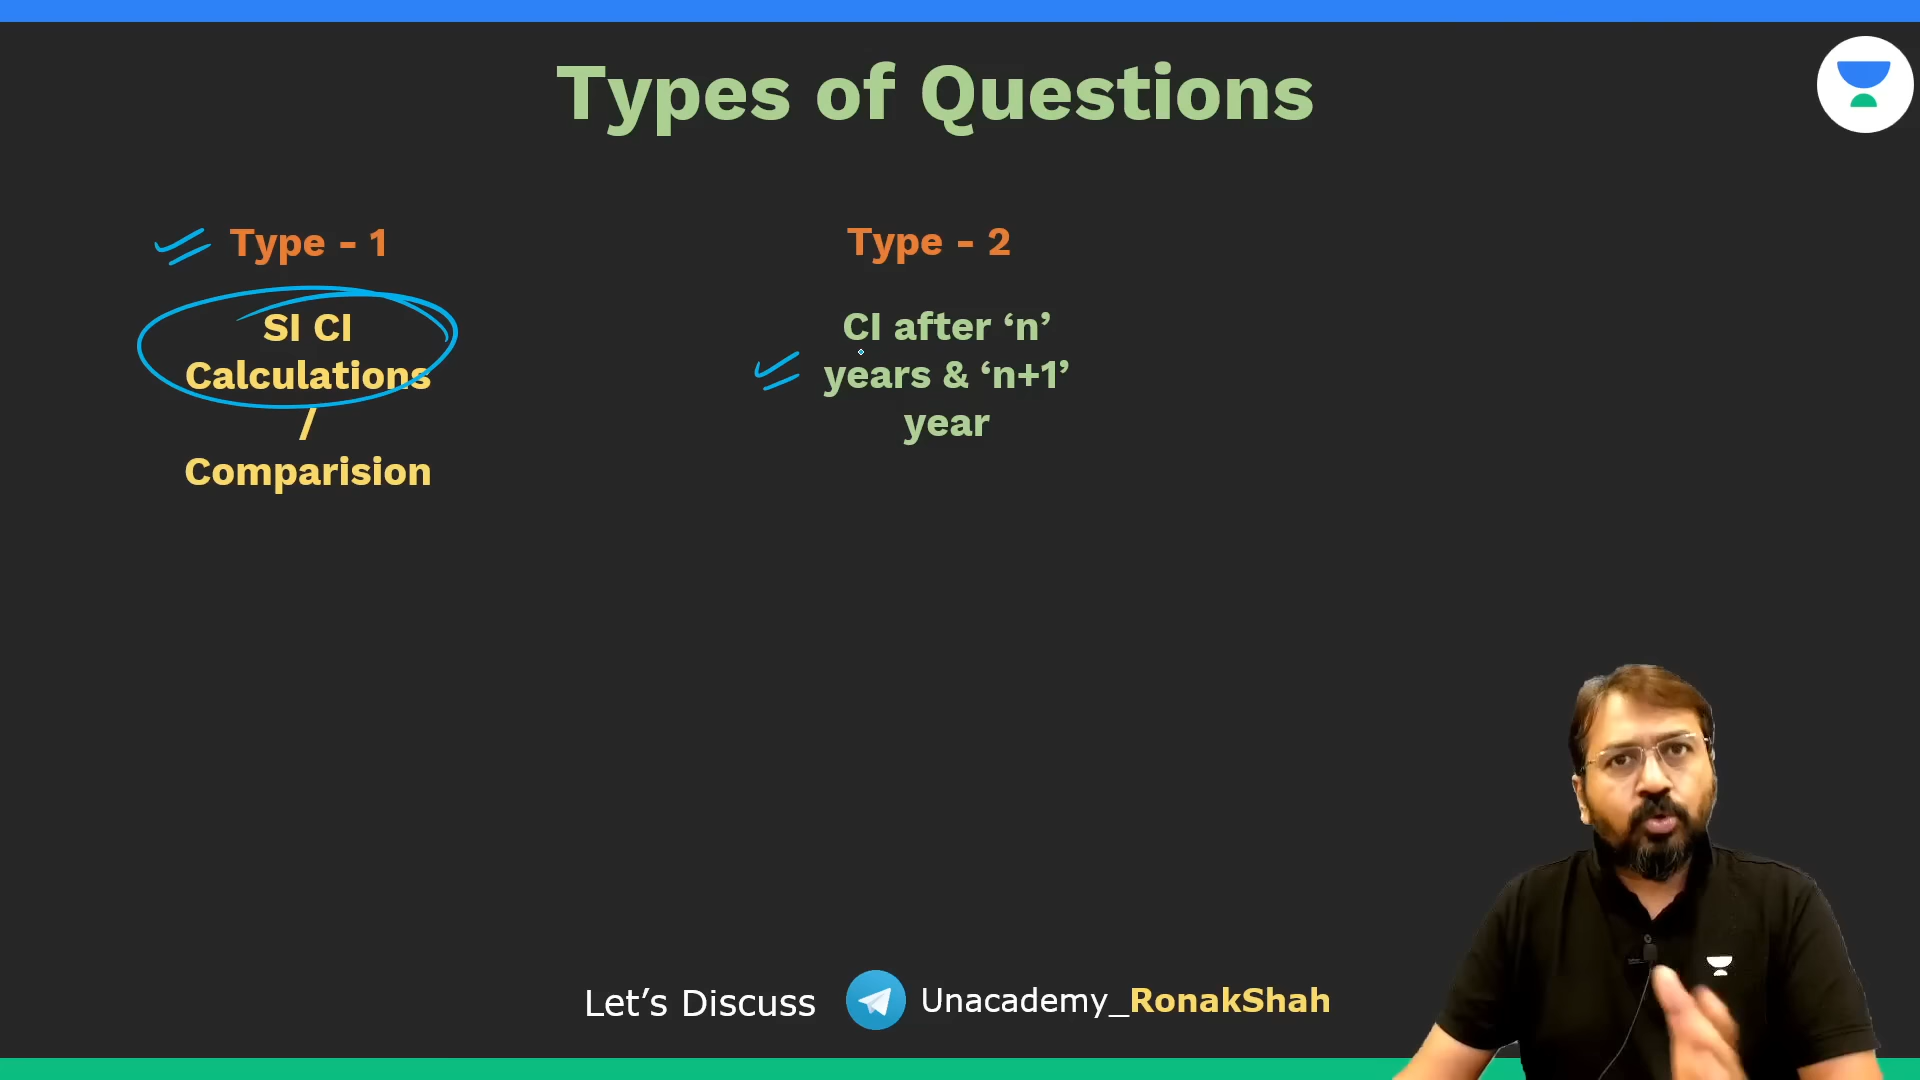 Types of Questions
Type - 1
SI CI
Calculations
/
Comparision
Type - 2
CI after ‘n’
years & ‘n+1’
year
Let’s Discuss
Unacademy_RonakShah